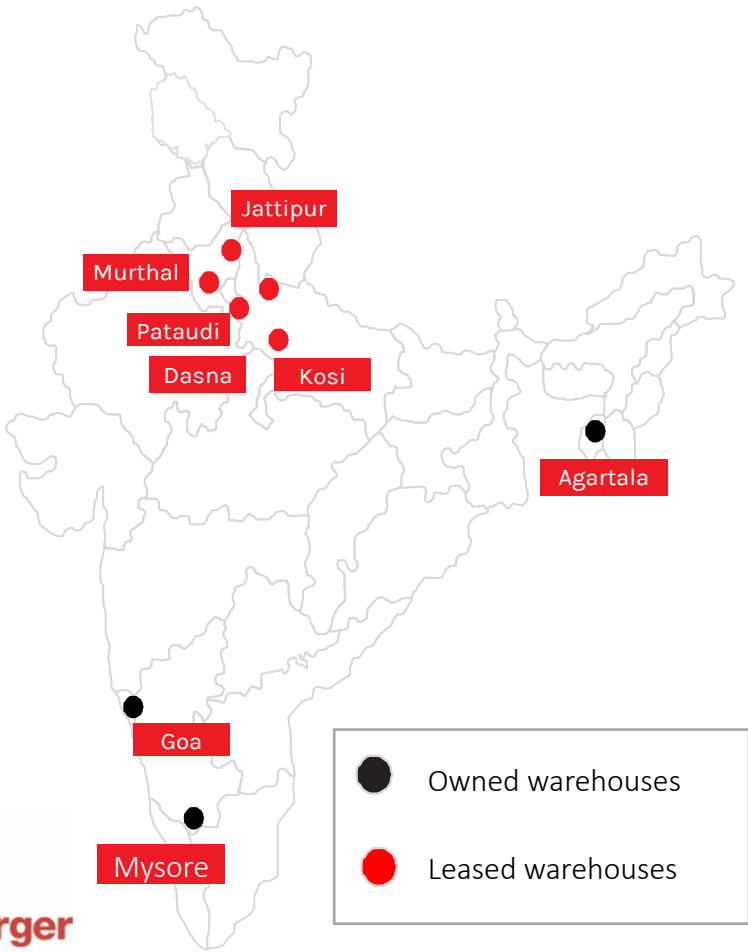 Jattipur
Murthal
Pataudi
Dasna
Kosi
Agartala
Goa
Owned warehouses
Mysore
Leased warehouses
rger